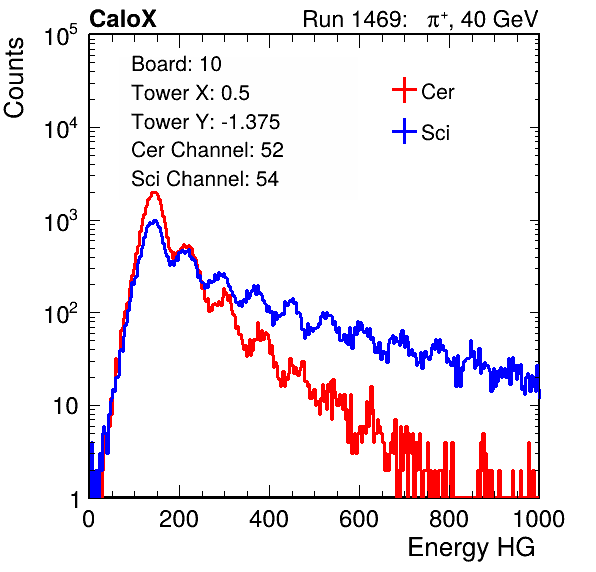 CaloX Run 1469: π⁺, 40 GeV
Counts
Board: 10
Tower X: 0.5
Tower Y: -1.375
Cer Channel: 52
Sci Channel: 54
Cer
Sci
10⁵
10⁴
10³
10²
10
1
0 200 400 600 800 1000
Energy HG